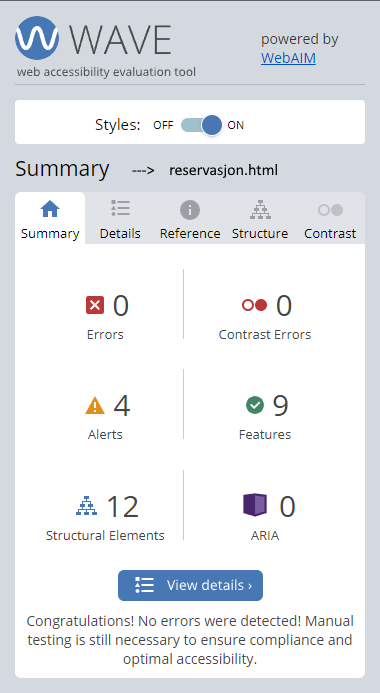 WAVE
web accessibility evaluation tool
powered by
WebAIM
Styles: OFF ON
Summary ---> reservasjon.html
Summary Details Reference Structure Contrast
0 0
Errors Contrast Errors
4 9
Alerts Features
12 0
Structural Elements ARIA
View details ›
Congratulations! No errors were detected! Manual
testing is still necessary to ensure compliance and
optimal accessibility.